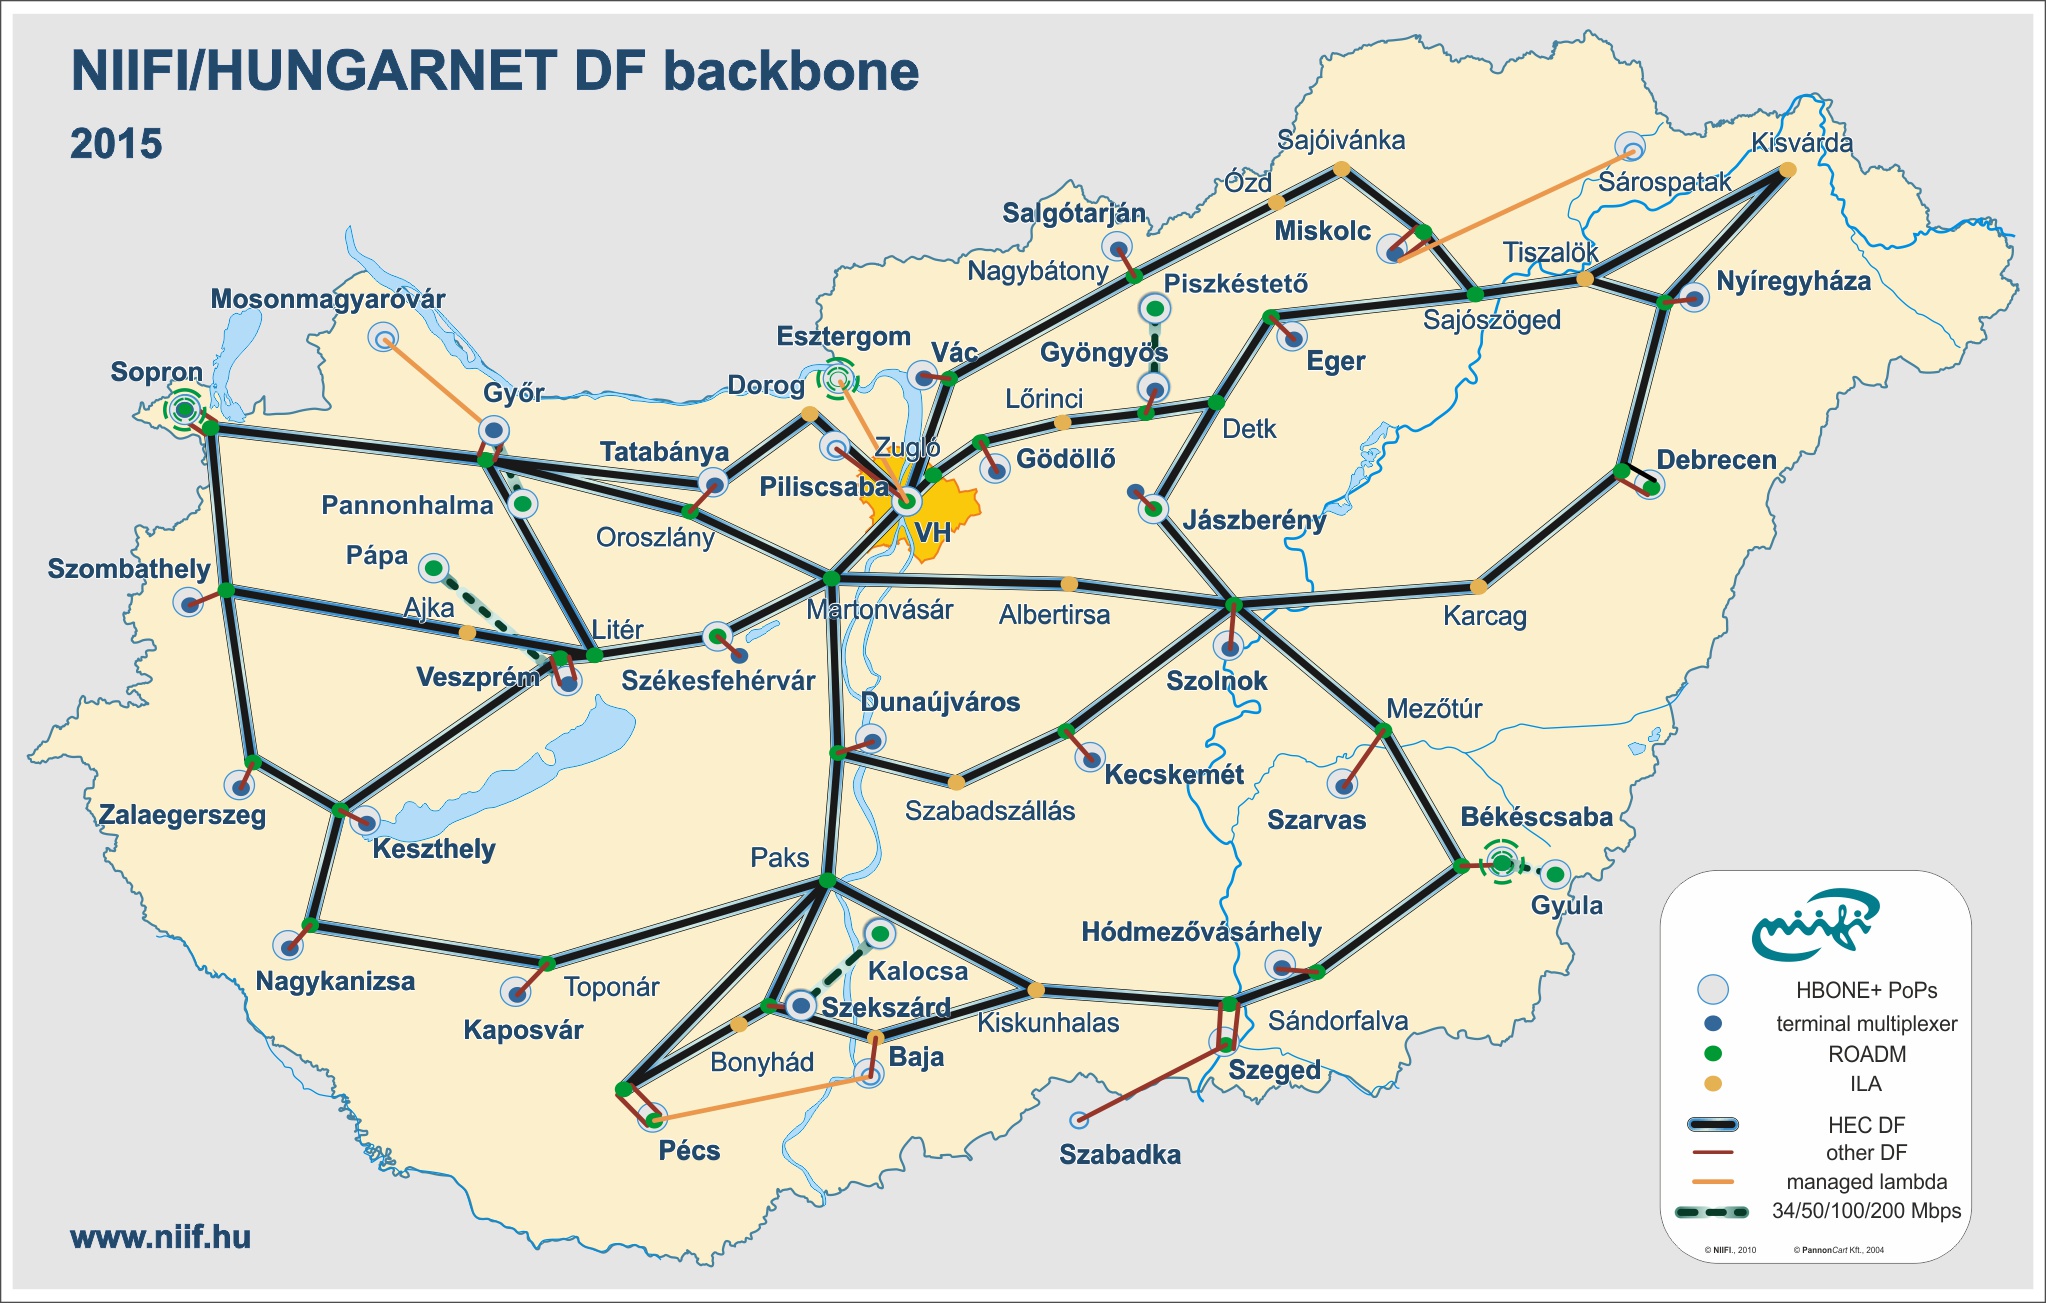 NIIFI/HUNGARNET DF backbone
2015
Sajóivánka
Kisvárda
Ózd
Sárospatak
Salgótarján
Miskolc
Tiszalök
Nagybátony
Piszkéstető
Nyíregyháza
Mosonmagyaróvár
Sajószöged
Esztergom
Vác
Gyöngyös
Eger
Sopron
Győr
Dorog
Lőrinci
Detk
Tatabánya
Zugló
Gödöllő
Debrecen
Piliscsaba
Pannonhalma
VH
Jászberény
Oroszlány
Pápa
Szombathely
Ajka
Litér
Martonvásár
Albertirsa
Karcag
Veszprém
Székesfehérvár
Szolnok
Dunaújváros
Mezőtúr
Kecskemét
Zalaegerszeg
Szabadszállás
Szarvas
Békéscsaba
Keszthely
Paks
Gyula
Hódmezővásárhely
Nagykanizsa
Kalocsa
Toponár
Szekszárd
Kaposvár
Kiskunhalas
Sándorfalva
Bonyhád
Baja
Szeged
Pécs
Szabadka
niifi
HBONE+ PoPs
terminal multiplexer
ROADM
ILA
HEC DF
other DF
managed lambda
34/50/100/200 Mbps
© NIIFI., 2010 © PannonCart Kft., 2004
www.niif.hu